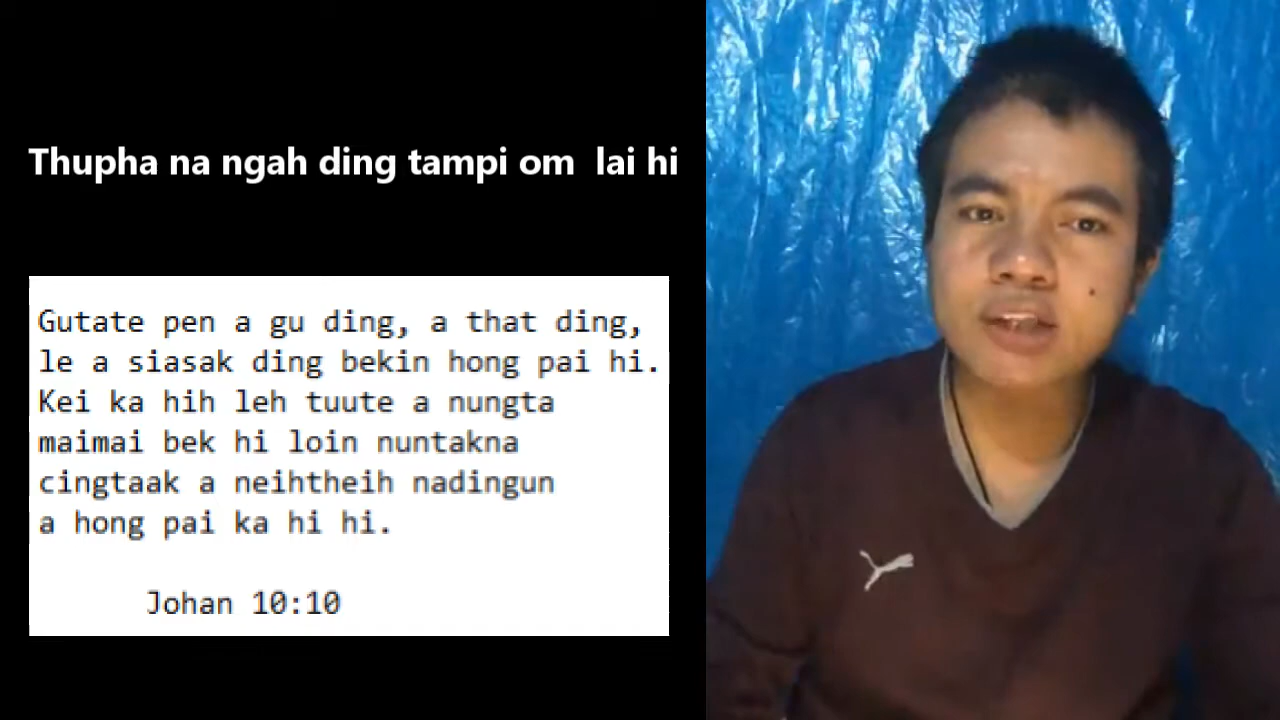 Thupha na ngah ding tampi om lai hi
Gutate pen a gu ding, a that ding,
le a siasak ding bekin hong pai hi.
Kei ka hih leh tuute a nungta
maimai bek hi loin nuntakna
cingtaak a neihtheih nadingun
a hong pai ka hi hi.
Johan 10:10